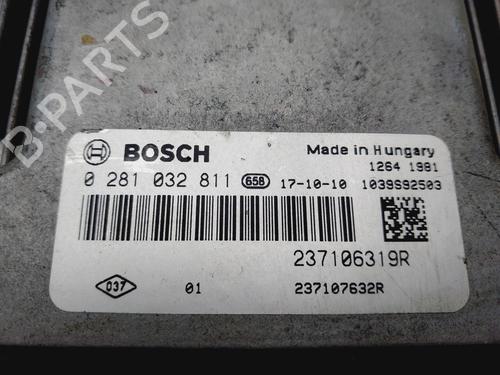 B-PARTS
BOSCH Made in Hungary
1264 1981
0 281 032 811 658 17-10-10 1039S92503
237106319R
037 01 237107632R